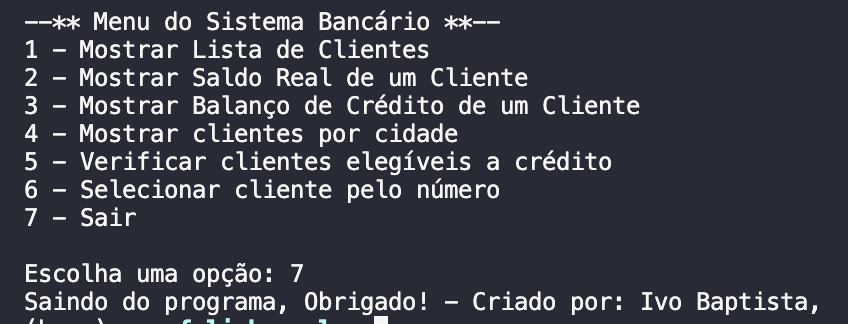 --** Menu do Sistema Bancário **--
1 - Mostrar Lista de Clientes
2 - Mostrar Saldo Real de um Cliente
3 - Mostrar Balanço de Crédito de um Cliente
4 - Mostrar clientes por cidade
5 - Verificar clientes elegíveis a crédito
6 - Selecionar cliente pelo número
7 - Sair
Escolha uma opção: 7
Saindo do programa, Obrigado! - Criado por: Ivo Baptista,